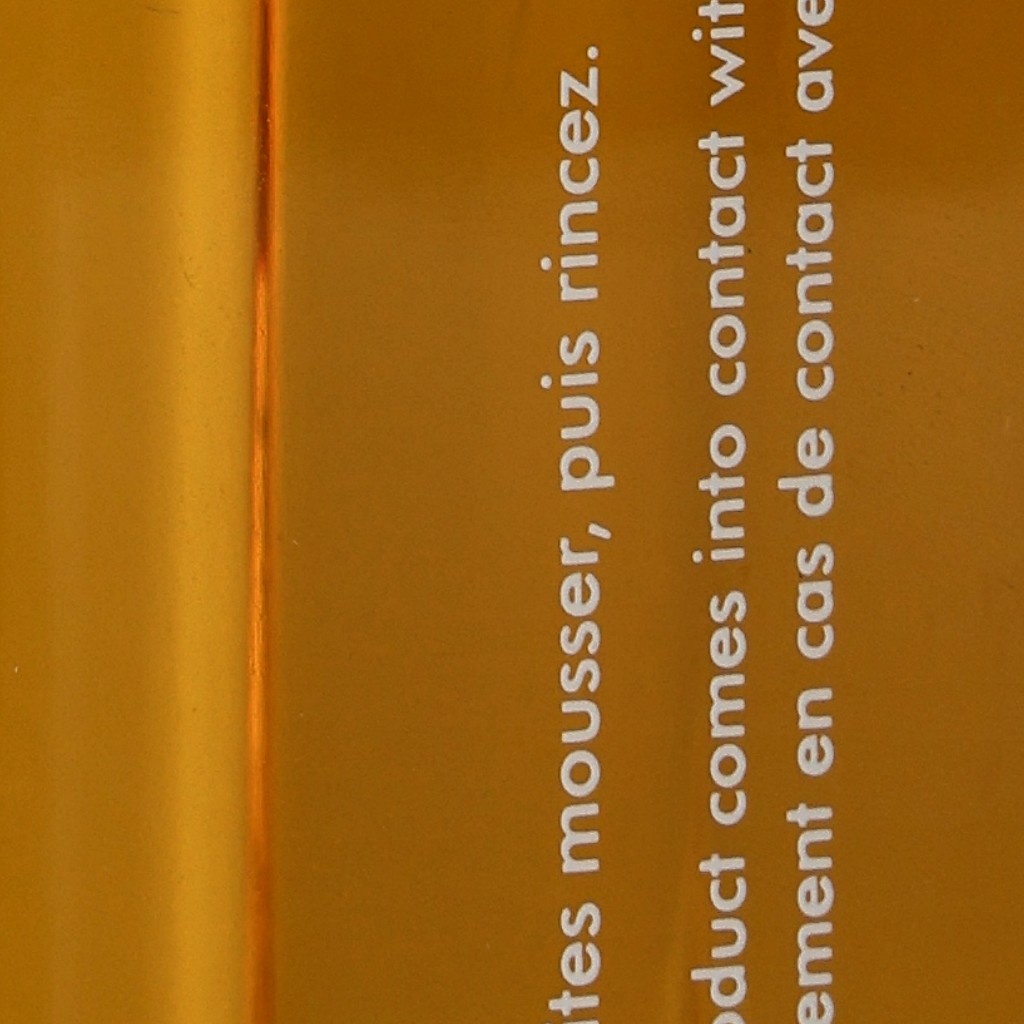 ites mousser, puis rincez.
oduct comes into contact wit
ement en cas de contact ave